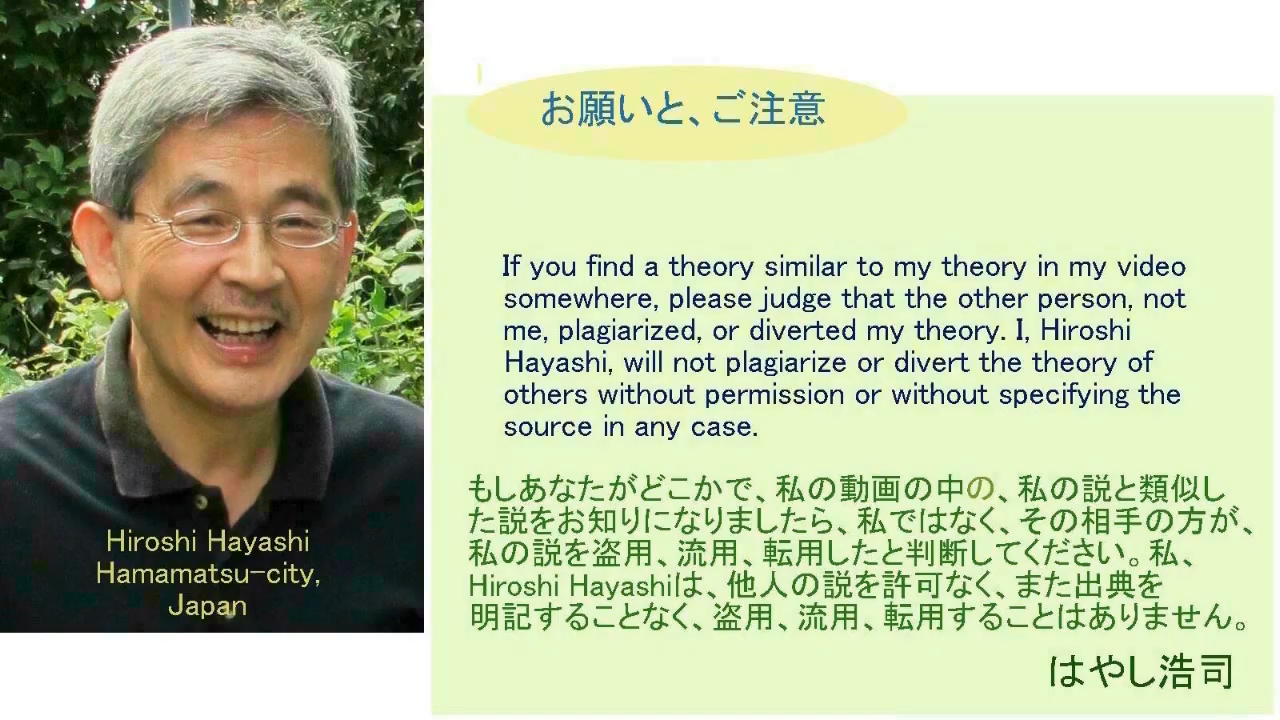 お願いと、ご注意
If you find a theory similar to my theory in my video
somewhere, please judge that the other person, not
me, plagiarized, or diverted my theory. I, Hiroshi
Hayashi, will not plagiarize or divert the theory of
others without permission or without specifying the
source in any case.
もしあなたがどこかで、私の動画の中の、私の説と類似し
た説をお知りになりましたら、私ではなく、その相手の方が、
私の説を盗用、流用、転用したと判断してください。私、
Hiroshi Hayashiは、他人の説を許可なく、また出典を
明記することなく、盗用、流用、転用することはありません。
はやし浩司
Hiroshi Hayashi
Hamamatsu-city,
Japan